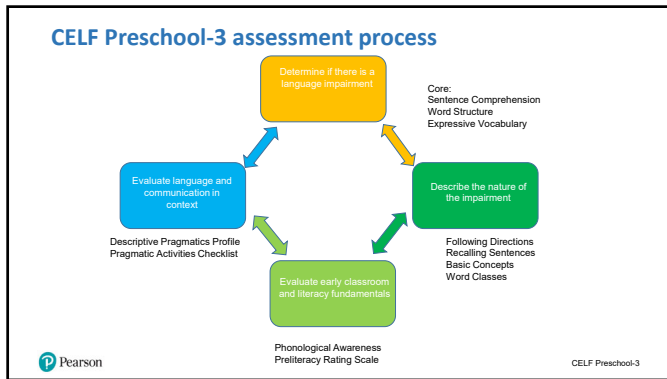 CELF Preschool-3 assessment process
Determine if there is a
language impairment
Core:
Sentence Comprehension
Word Structure
Expressive Vocabulary
Evaluate language and
communication in
context
Describe the nature of
the impairment
Descriptive Pragmatics Profile
Pragmatic Activities Checklist
Following Directions
Recalling Sentences
Basic Concepts
Word Classes
Evaluate early classroom
and literacy fundamentals
Phonological Awareness
Preliteracy Rating Scale
Pearson
CELF Preschool-3